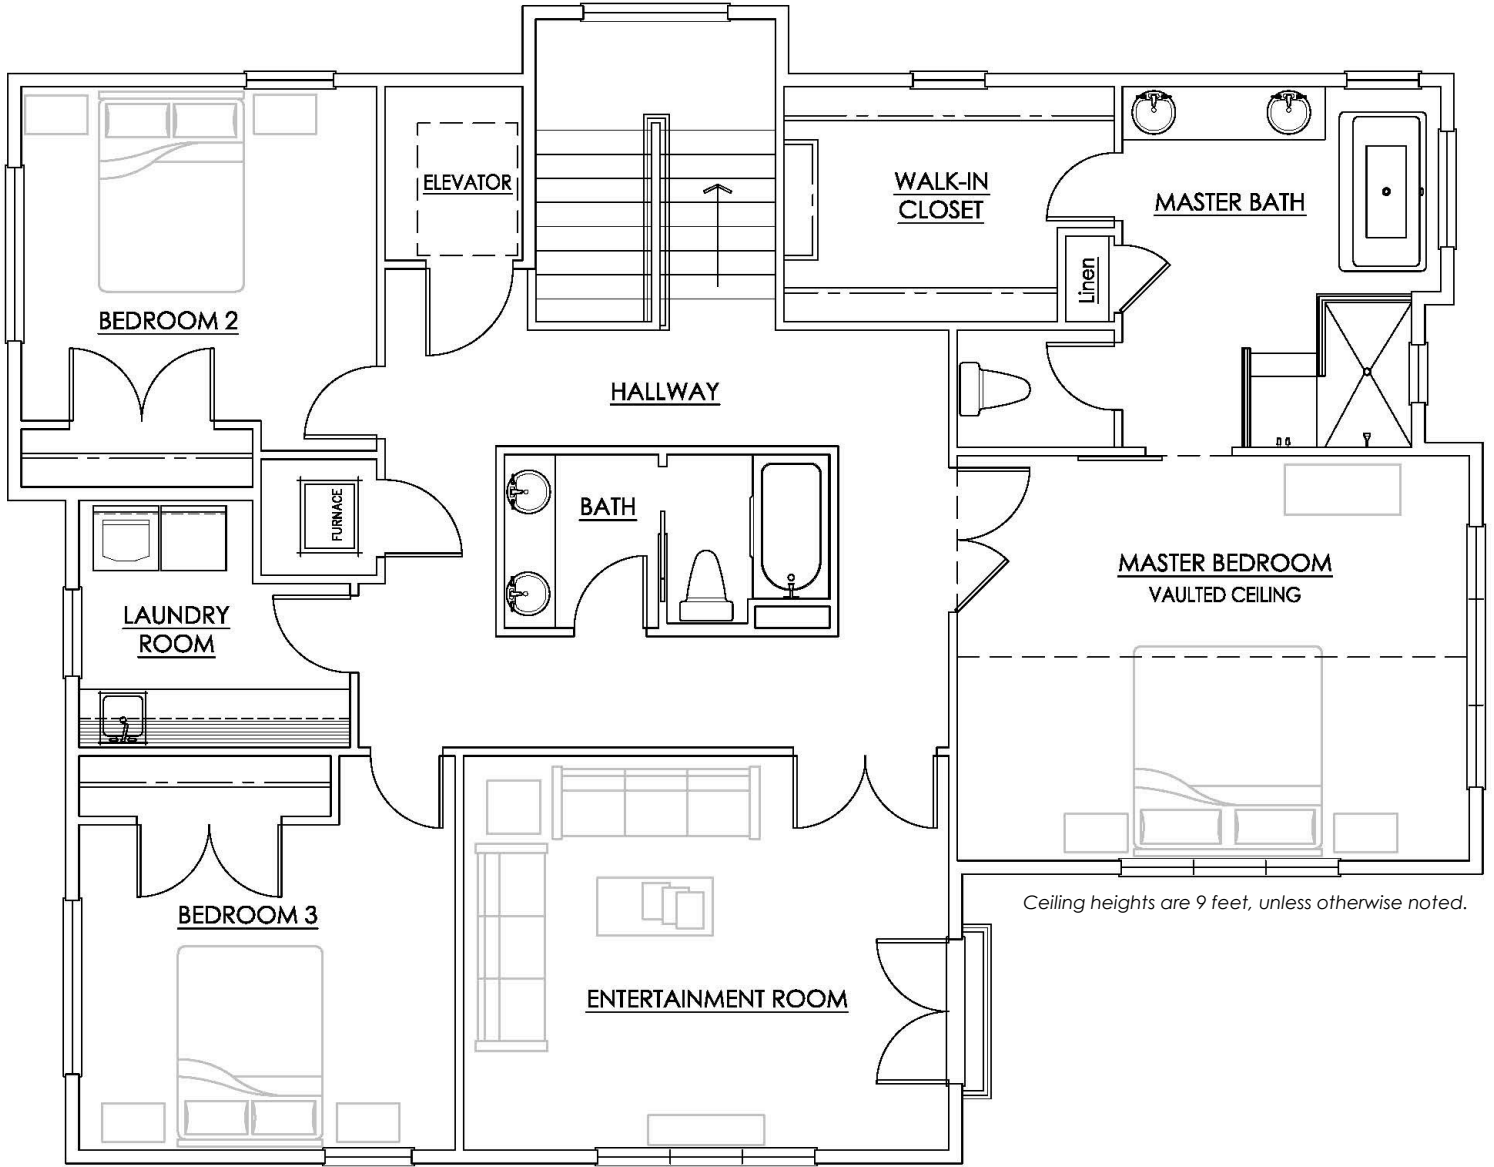 ELEVATOR
WALK-IN
CLOSET
MASTER BATH
Linen
BEDROOM 2
HALLWAY
FURNACE
BATH
MASTER BEDROOM
VAULTED CEILING
LAUNDRY
ROOM
BEDROOM 3
Ceiling heights are 9 feet, unless otherwise noted.
ENTERTAINMENT ROOM